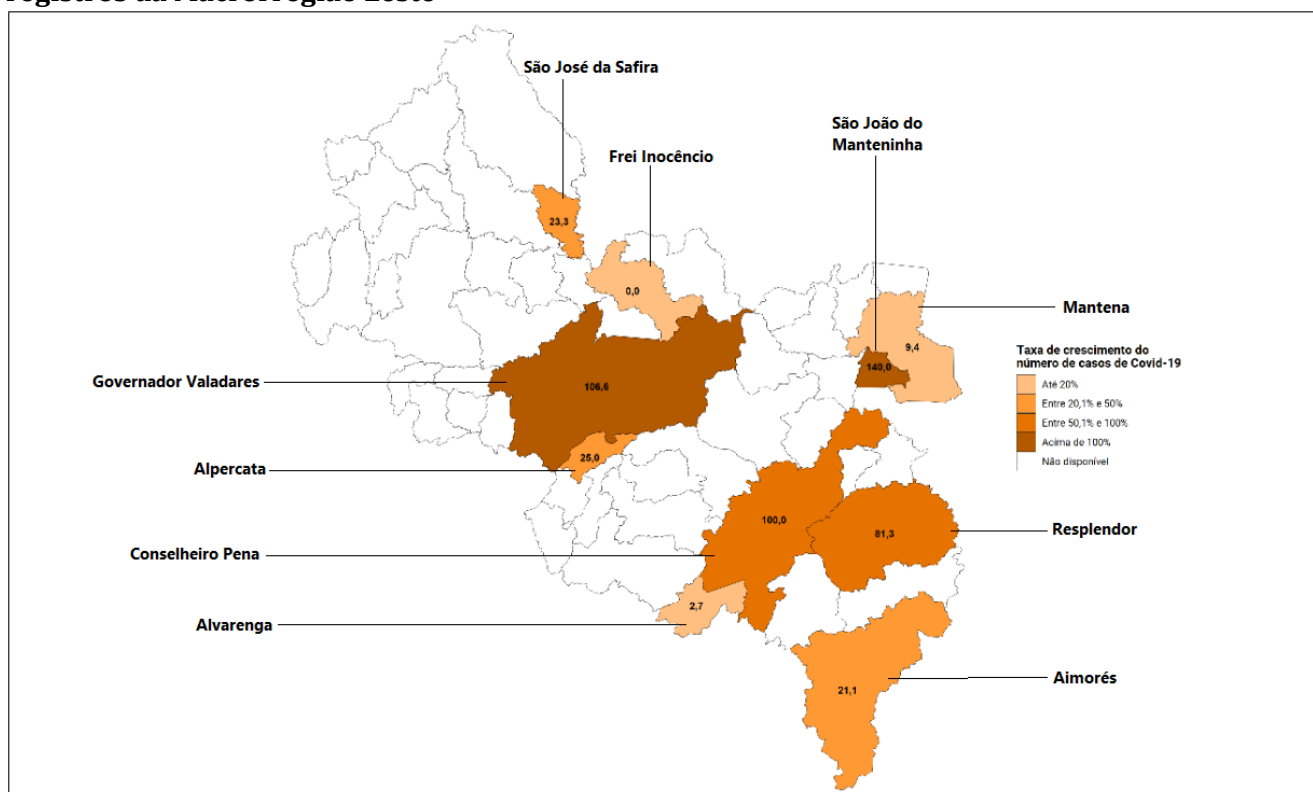 São José da Safira
São João do
Manteninha
Frei Inocêncio
23,3
0,0
Mantena
9,4
Taxa de crescimento do
número de casos de Covid-19
140,0
Até 20%
Governador Valadares
106,6
Entre 20,1% e 50%
Entre 50,1% e 100%
Acima de 100%
Não disponível
Alpercata
25,0
100,0
Resplendor
81,3
Conselheiro Pena
2,7
Alvarenga
Aimorés
21,1